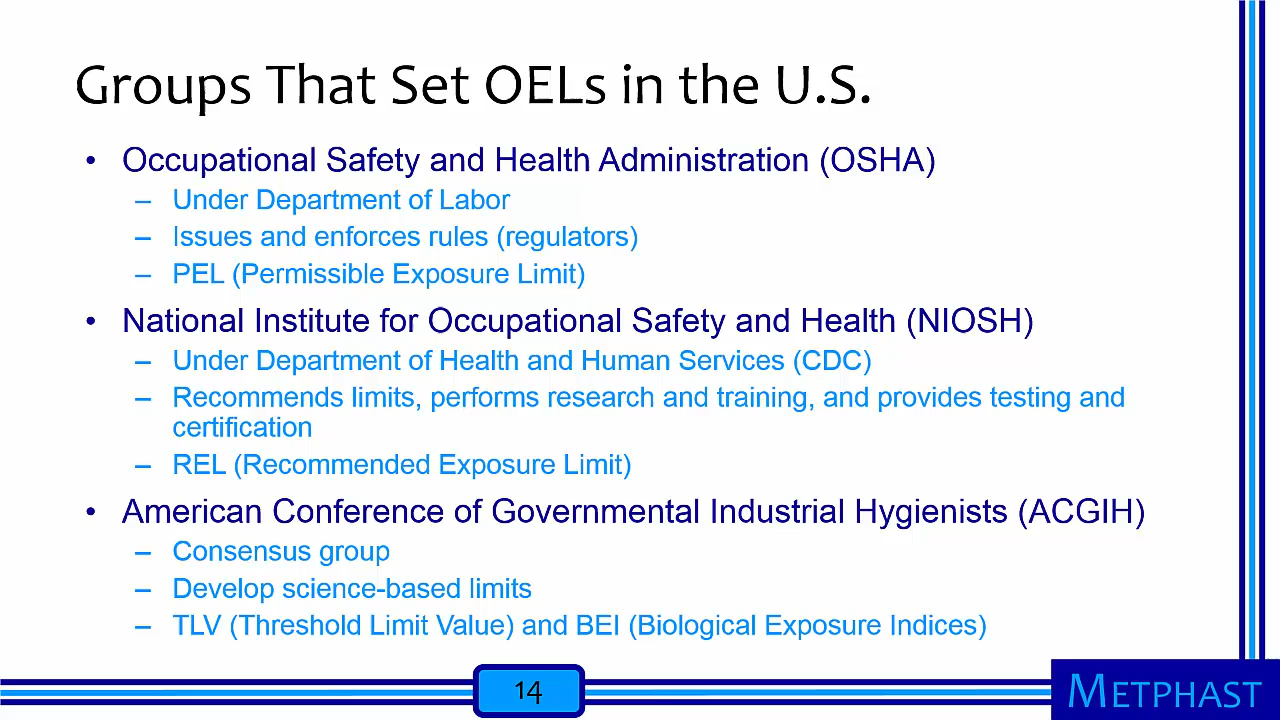 Groups That Set OELs in the U.S.
• Occupational Safety and Health Administration (OSHA)
– Under Department of Labor
– Issues and enforces rules (regulators)
– PEL (Permissible Exposure Limit)
• National Institute for Occupational Safety and Health (NIOSH)
– Under Department of Health and Human Services (CDC)
– Recommends limits, performs research and training, and provides testing and
certification
– REL (Recommended Exposure Limit)
• American Conference of Governmental Industrial Hygienists (ACGIH)
– Consensus group
– Develop science-based limits
– TLV (Threshold Limit Value) and BEI (Biological Exposure Indices)
14
METPHAST